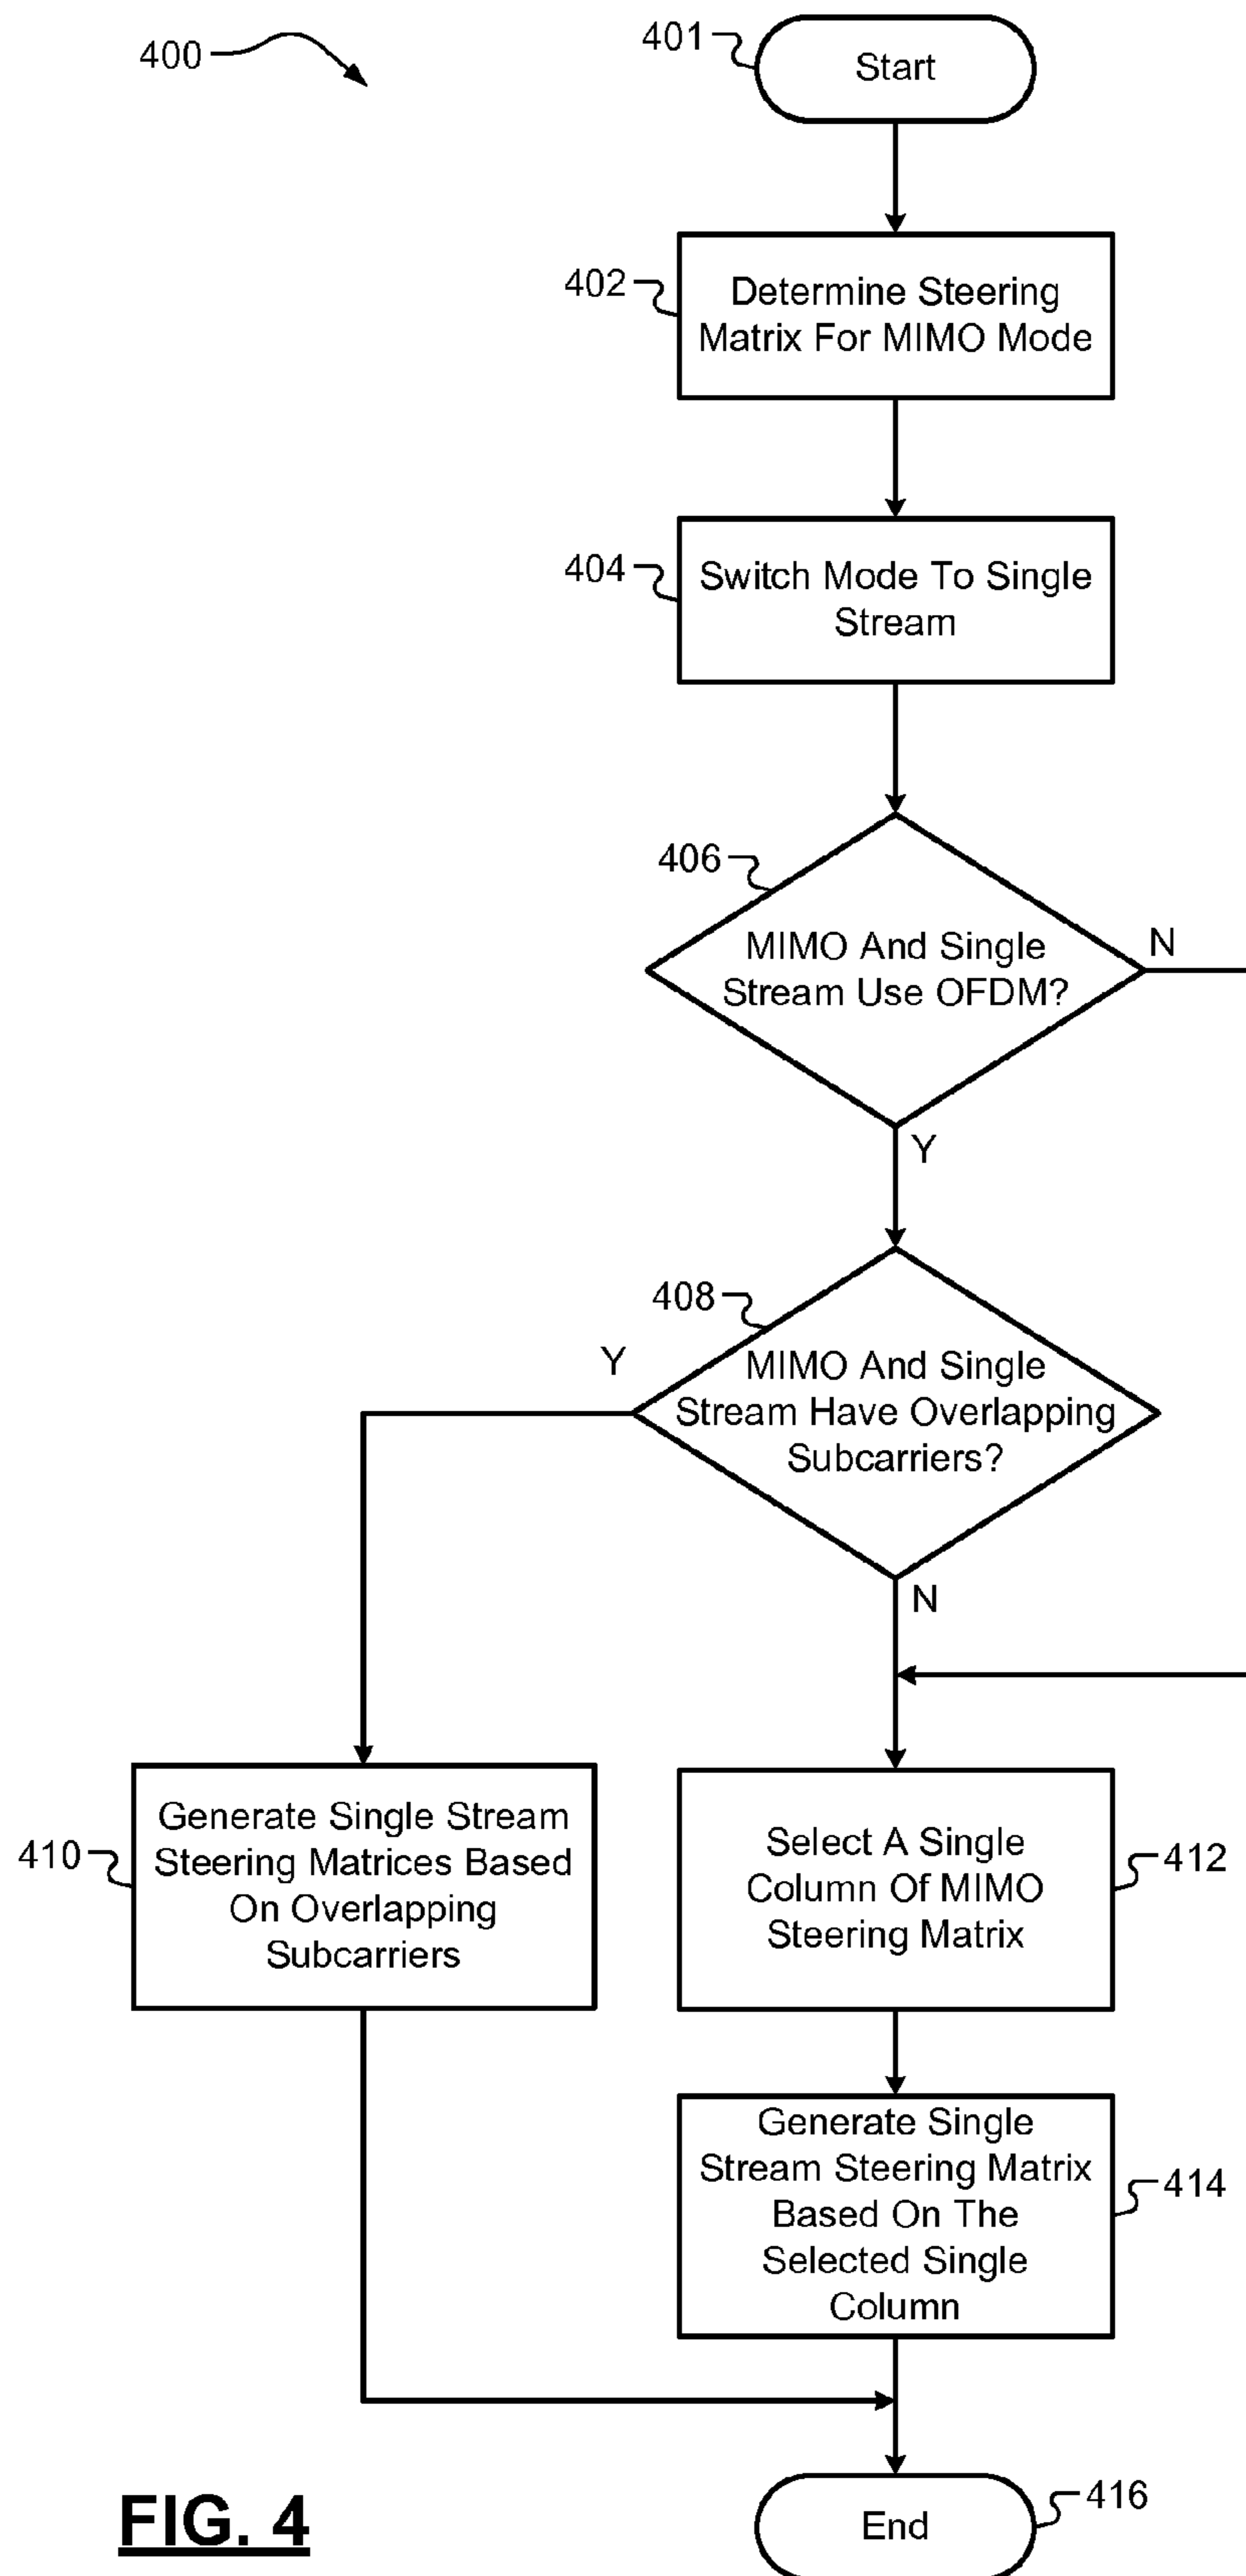 400
401
Start
402
Determine Steering
Matrix For MIMO Mode
404
Switch Mode To Single
Stream
406
MIMO And Single
Stream Use OFDM?
N
Y
408
MIMO And Single
Stream Have Overlapping
Subcarriers?
Y
N
410
Generate Single Stream
Steering Matrices Based
On Overlapping
Subcarriers
Select A Single
Column Of MIMO
Steering Matrix
412
Generate Single
Stream Steering Matrix
Based On The
Selected Single
Column
414
End
416
FIG. 4